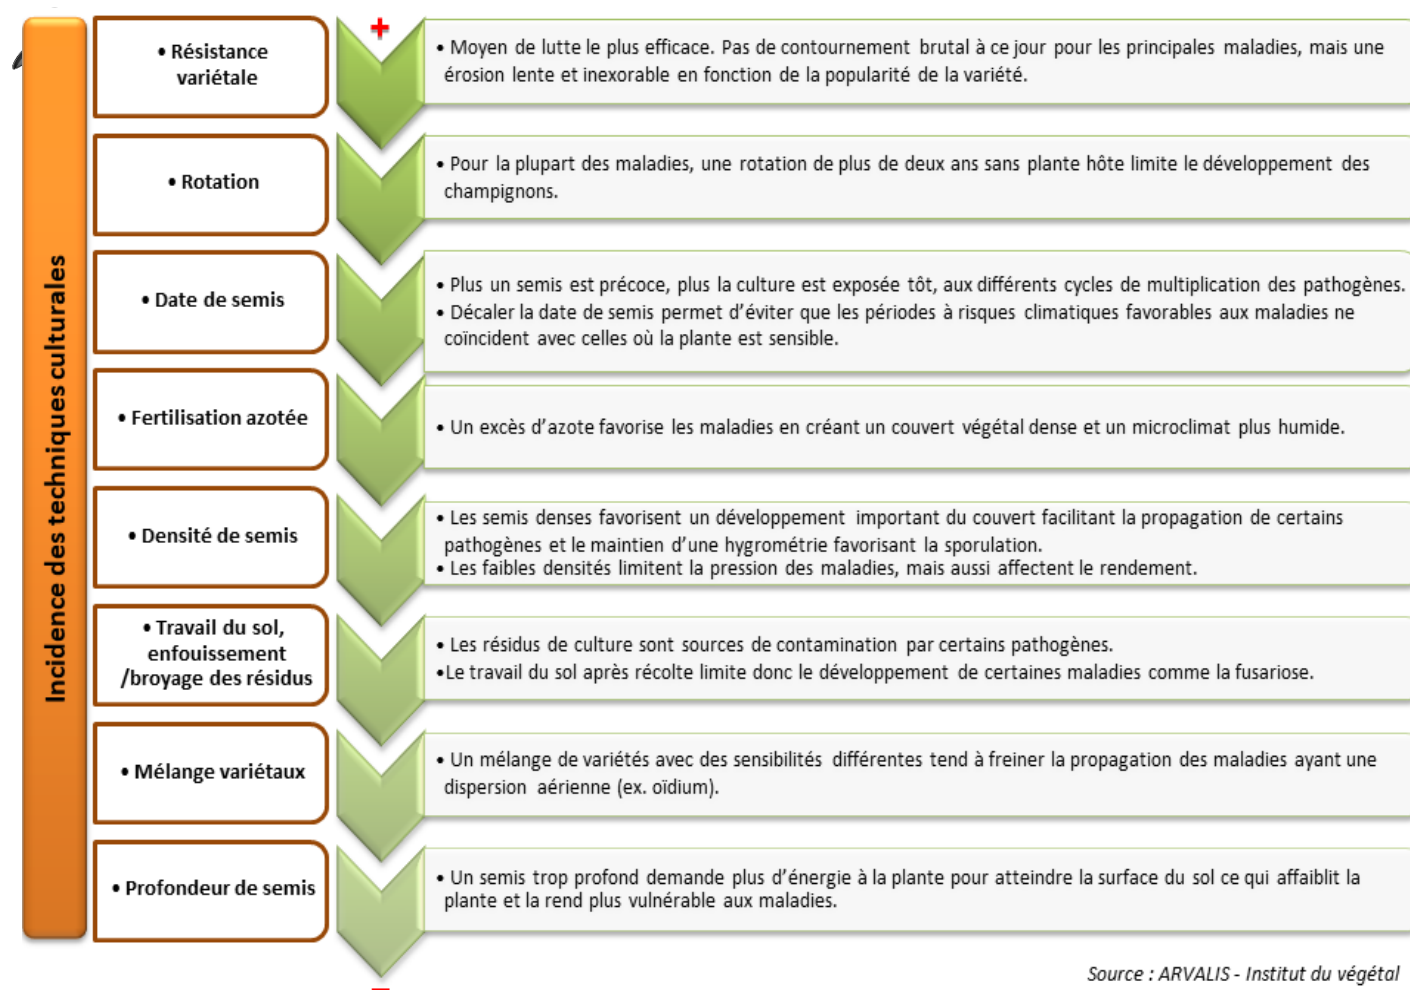 Incidence des techniques culturales
+
• Résistance
variétale
• Moyen de lutte le plus efficace. Pas de contournement brutal à ce jour pour les principales maladies, mais une
érosion lente et inexorable en fonction de la popularité de la variété.
• Rotation
• Pour la plupart des maladies, une rotation de plus de deux ans sans plante hôte limite le développement des
champignons.
• Date de semis
• Plus un semis est précoce, plus la culture est exposée tôt, aux différents cycles de multiplication des pathogènes.
• Décaler la date de semis permet d'éviter que les périodes à risques climatiques favorables aux maladies ne
coïncident avec celles où la plante est sensible.
• Fertilisation azotée
• Un excès d'azote favorise les maladies en créant un couvert végétal dense et un microclimat plus humide.
• Densité de semis
• Les semis denses favorisent un développement important du couvert facilitant la propagation de certains
pathogènes et le maintien d'une hygrométrie favorisant la sporulation.
• Les faibles densités limitent la pression des maladies, mais aussi affectent le rendement.
• Travail du sol,
enfouissement
/broyage des résidus
• Les résidus de culture sont sources de contamination par certains pathogènes.
•Le travail du sol après récolte limite donc le développement de certaines maladies comme la fusariose.
• Mélange variétaux
• Un mélange de variétés avec des sensibilités différentes tend à freiner la propagation des maladies ayant une
dispersion aérienne (ex. oïdium).
• Profondeur de semis
• Un semis trop profond demande plus d'énergie à la plante pour atteindre la surface du sol ce qui affaiblit la
plante et la rend plus vulnérable aux maladies.
–
Source : ARVALIS - Institut du végétal